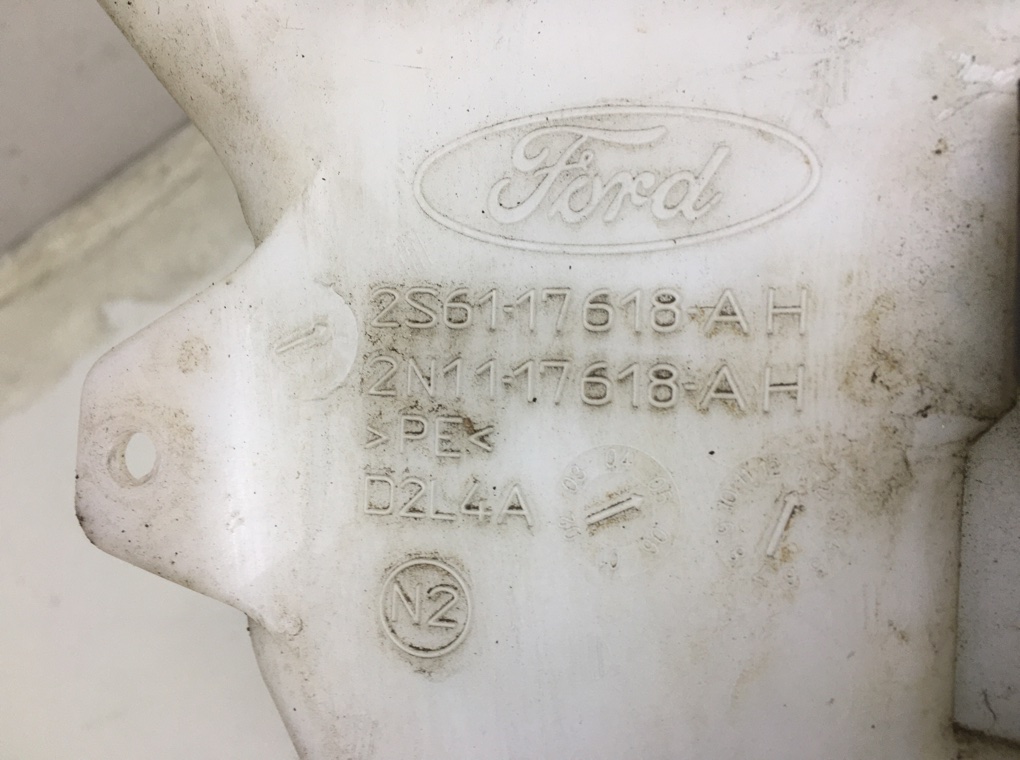 Ford
2S61-17618-AH
2N11-17618-AH
>PE<
D2L4A
N2